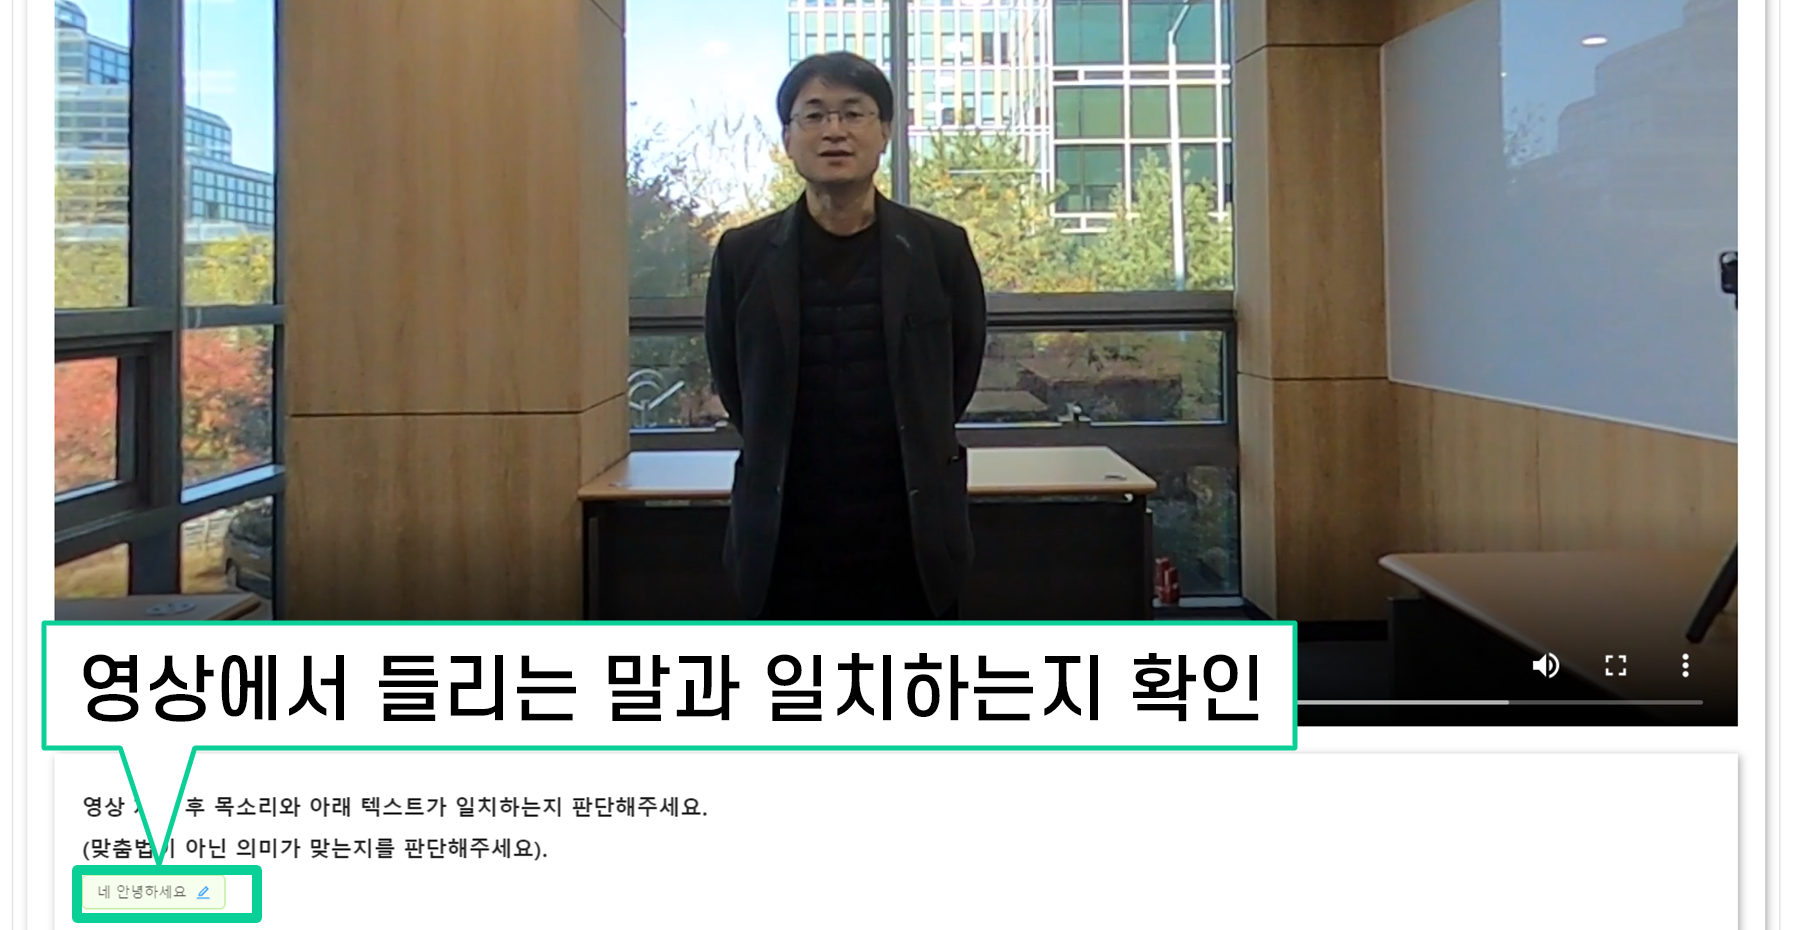 영상에서 들리는 말과 일치하는지 확인
영상 후 목소리와 아래 텍스트가 일치하는지 판단해주세요.
(맞춤법이 아닌 의미가 맞는지를 판단해주세요).
네 안녕하세요